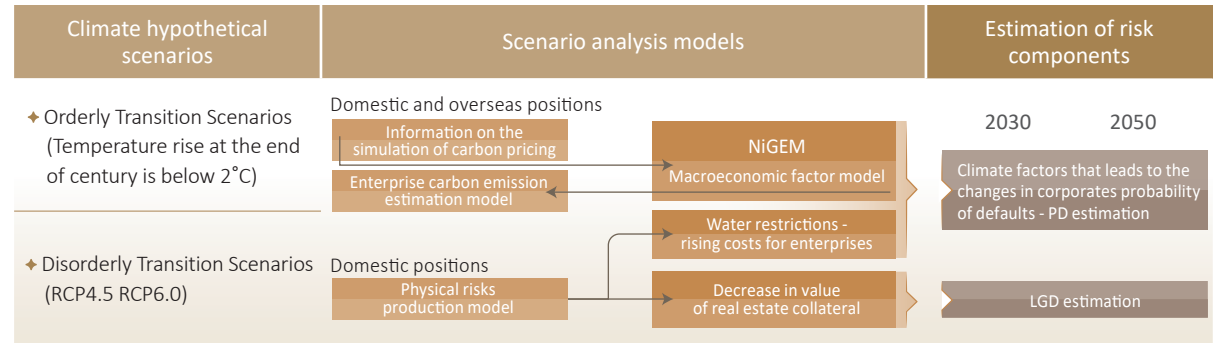 Climate hypothetical
scenarios
Scenario analysis models
Estimation of risk
components
Orderly Transition Scenarios
(Temperature rise at the end
of century is below 2°C)
Disorderly Transition Scenarios
(RCP4.5 RCP6.0)
Domestic and overseas positions
Information on the
simulation of carbon pricing
Enterprise carbon emission
estimation model
Domestic positions
Physical risks
production model
NiGEM
Macroeconomic factor model
Water restrictions -
rising costs for enterprises
Decrease in value
of real estate collateral
2030 2050
Climate factors that leads to the
changes in corporates probability
of defaults - PD estimation
LGD estimation